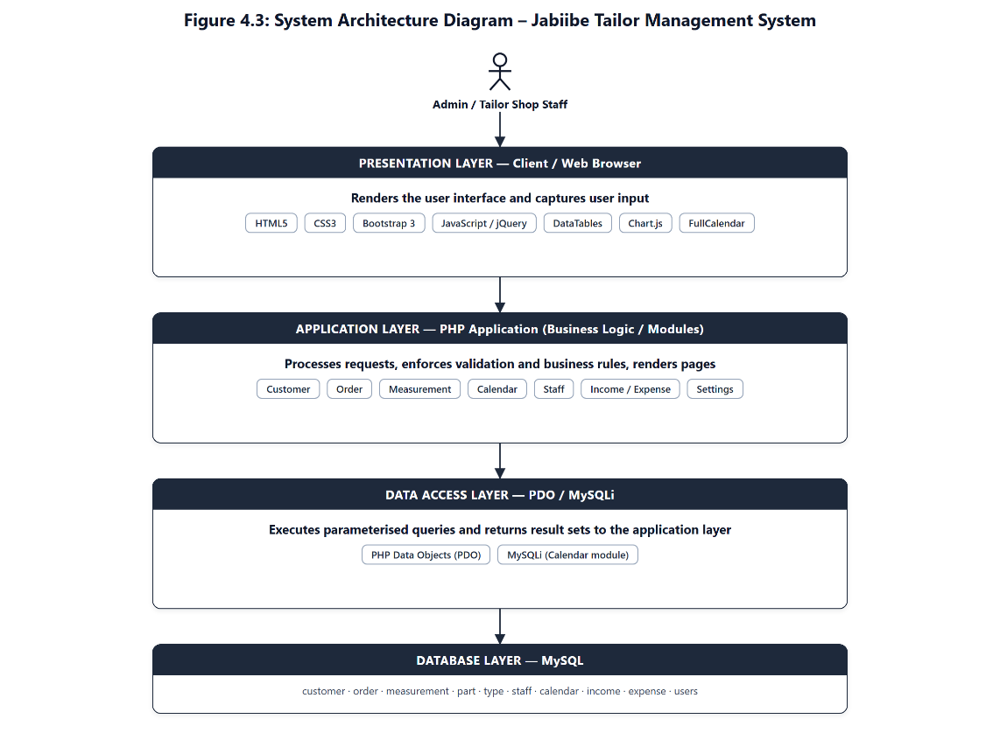 Figure 4.3: System Architecture Diagram – Jabiibe Tailor Management System
Admin / Tailor Shop Staff
PRESENTATION LAYER — Client / Web Browser
Renders the user interface and captures user input
HTML5 CSS3 Bootstrap 3 JavaScript / jQuery DataTables Chart.js FullCalendar
APPLICATION LAYER — PHP Application (Business Logic / Modules)
Processes requests, enforces validation and business rules, renders pages
Customer Order Measurement Calendar Staff Income / Expense Settings
DATA ACCESS LAYER — PDO / MySQLi
Executes parameterised queries and returns result sets to the application layer
PHP Data Objects (PDO) MySQLi (Calendar module)
DATABASE LAYER — MySQL
customer · order · measurement · part · type · staff · calendar · income · expense · users